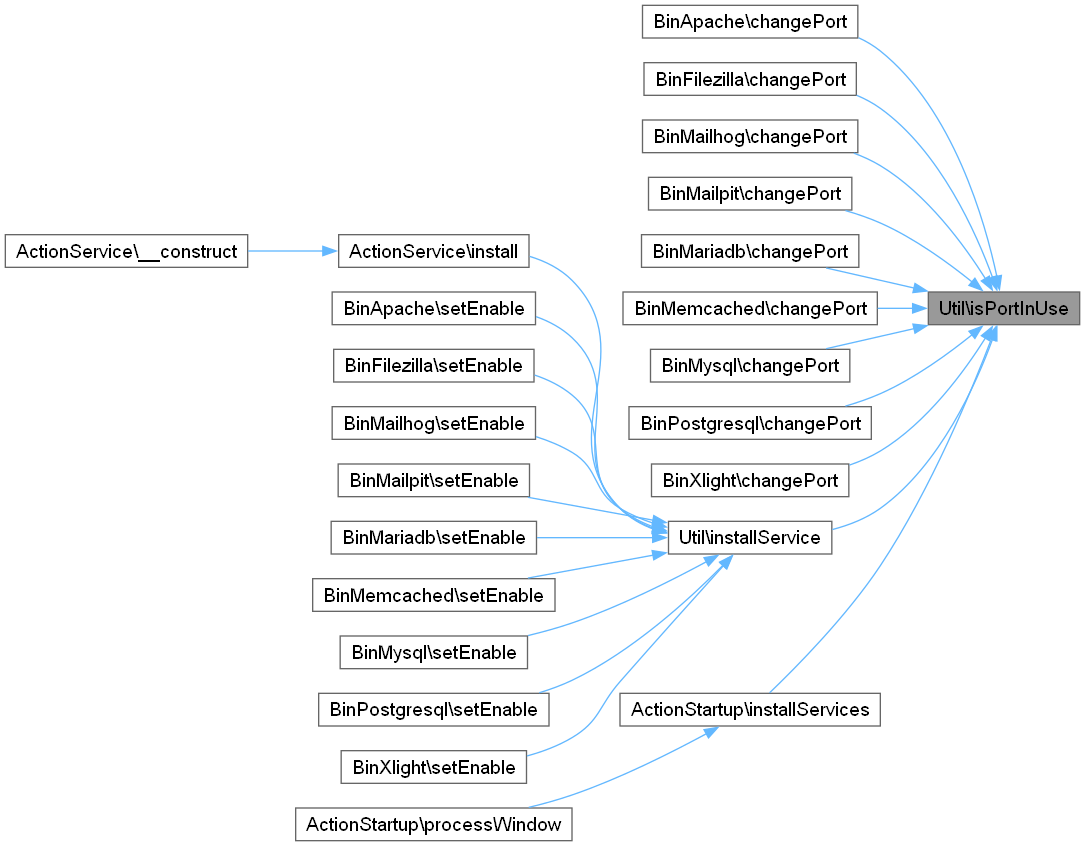 BinApache\changePort
BinFilezilla\changePort
BinMailhog\changePort
BinMailpit\changePort
ActionService\__construct
ActionService\install
BinMariadb\changePort
BinApache\setEnable
BinMemcached\changePort
Util\isPortInUse
BinFilezilla\setEnable
BinMysql\changePort
BinMailhog\setEnable
BinPostgresql\changePort
BinMailpit\setEnable
BinXlight\changePort
BinMariadb\setEnable
Util\installService
BinMemcached\setEnable
BinMysql\setEnable
BinPostgresql\setEnable
ActionStartup\installServices
BinXlight\setEnable
ActionStartup\processWindow